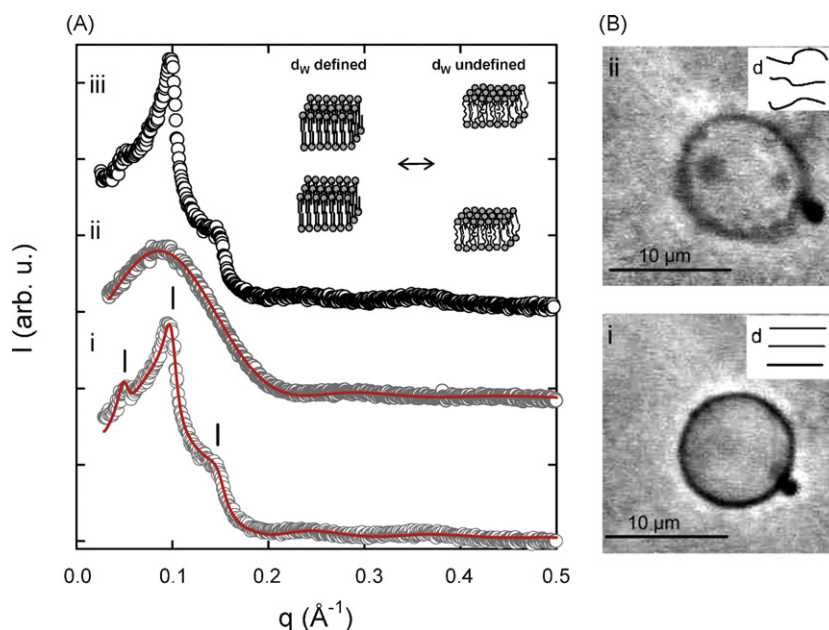 (A)
iii
d_W defined
d_W undefined
ii
i
I (arb. u.)
0.0 0.1 0.2 0.3 0.4 0.5
q (Å⁻¹)
(B)
ii
d
10 µm
i
d
10 µm